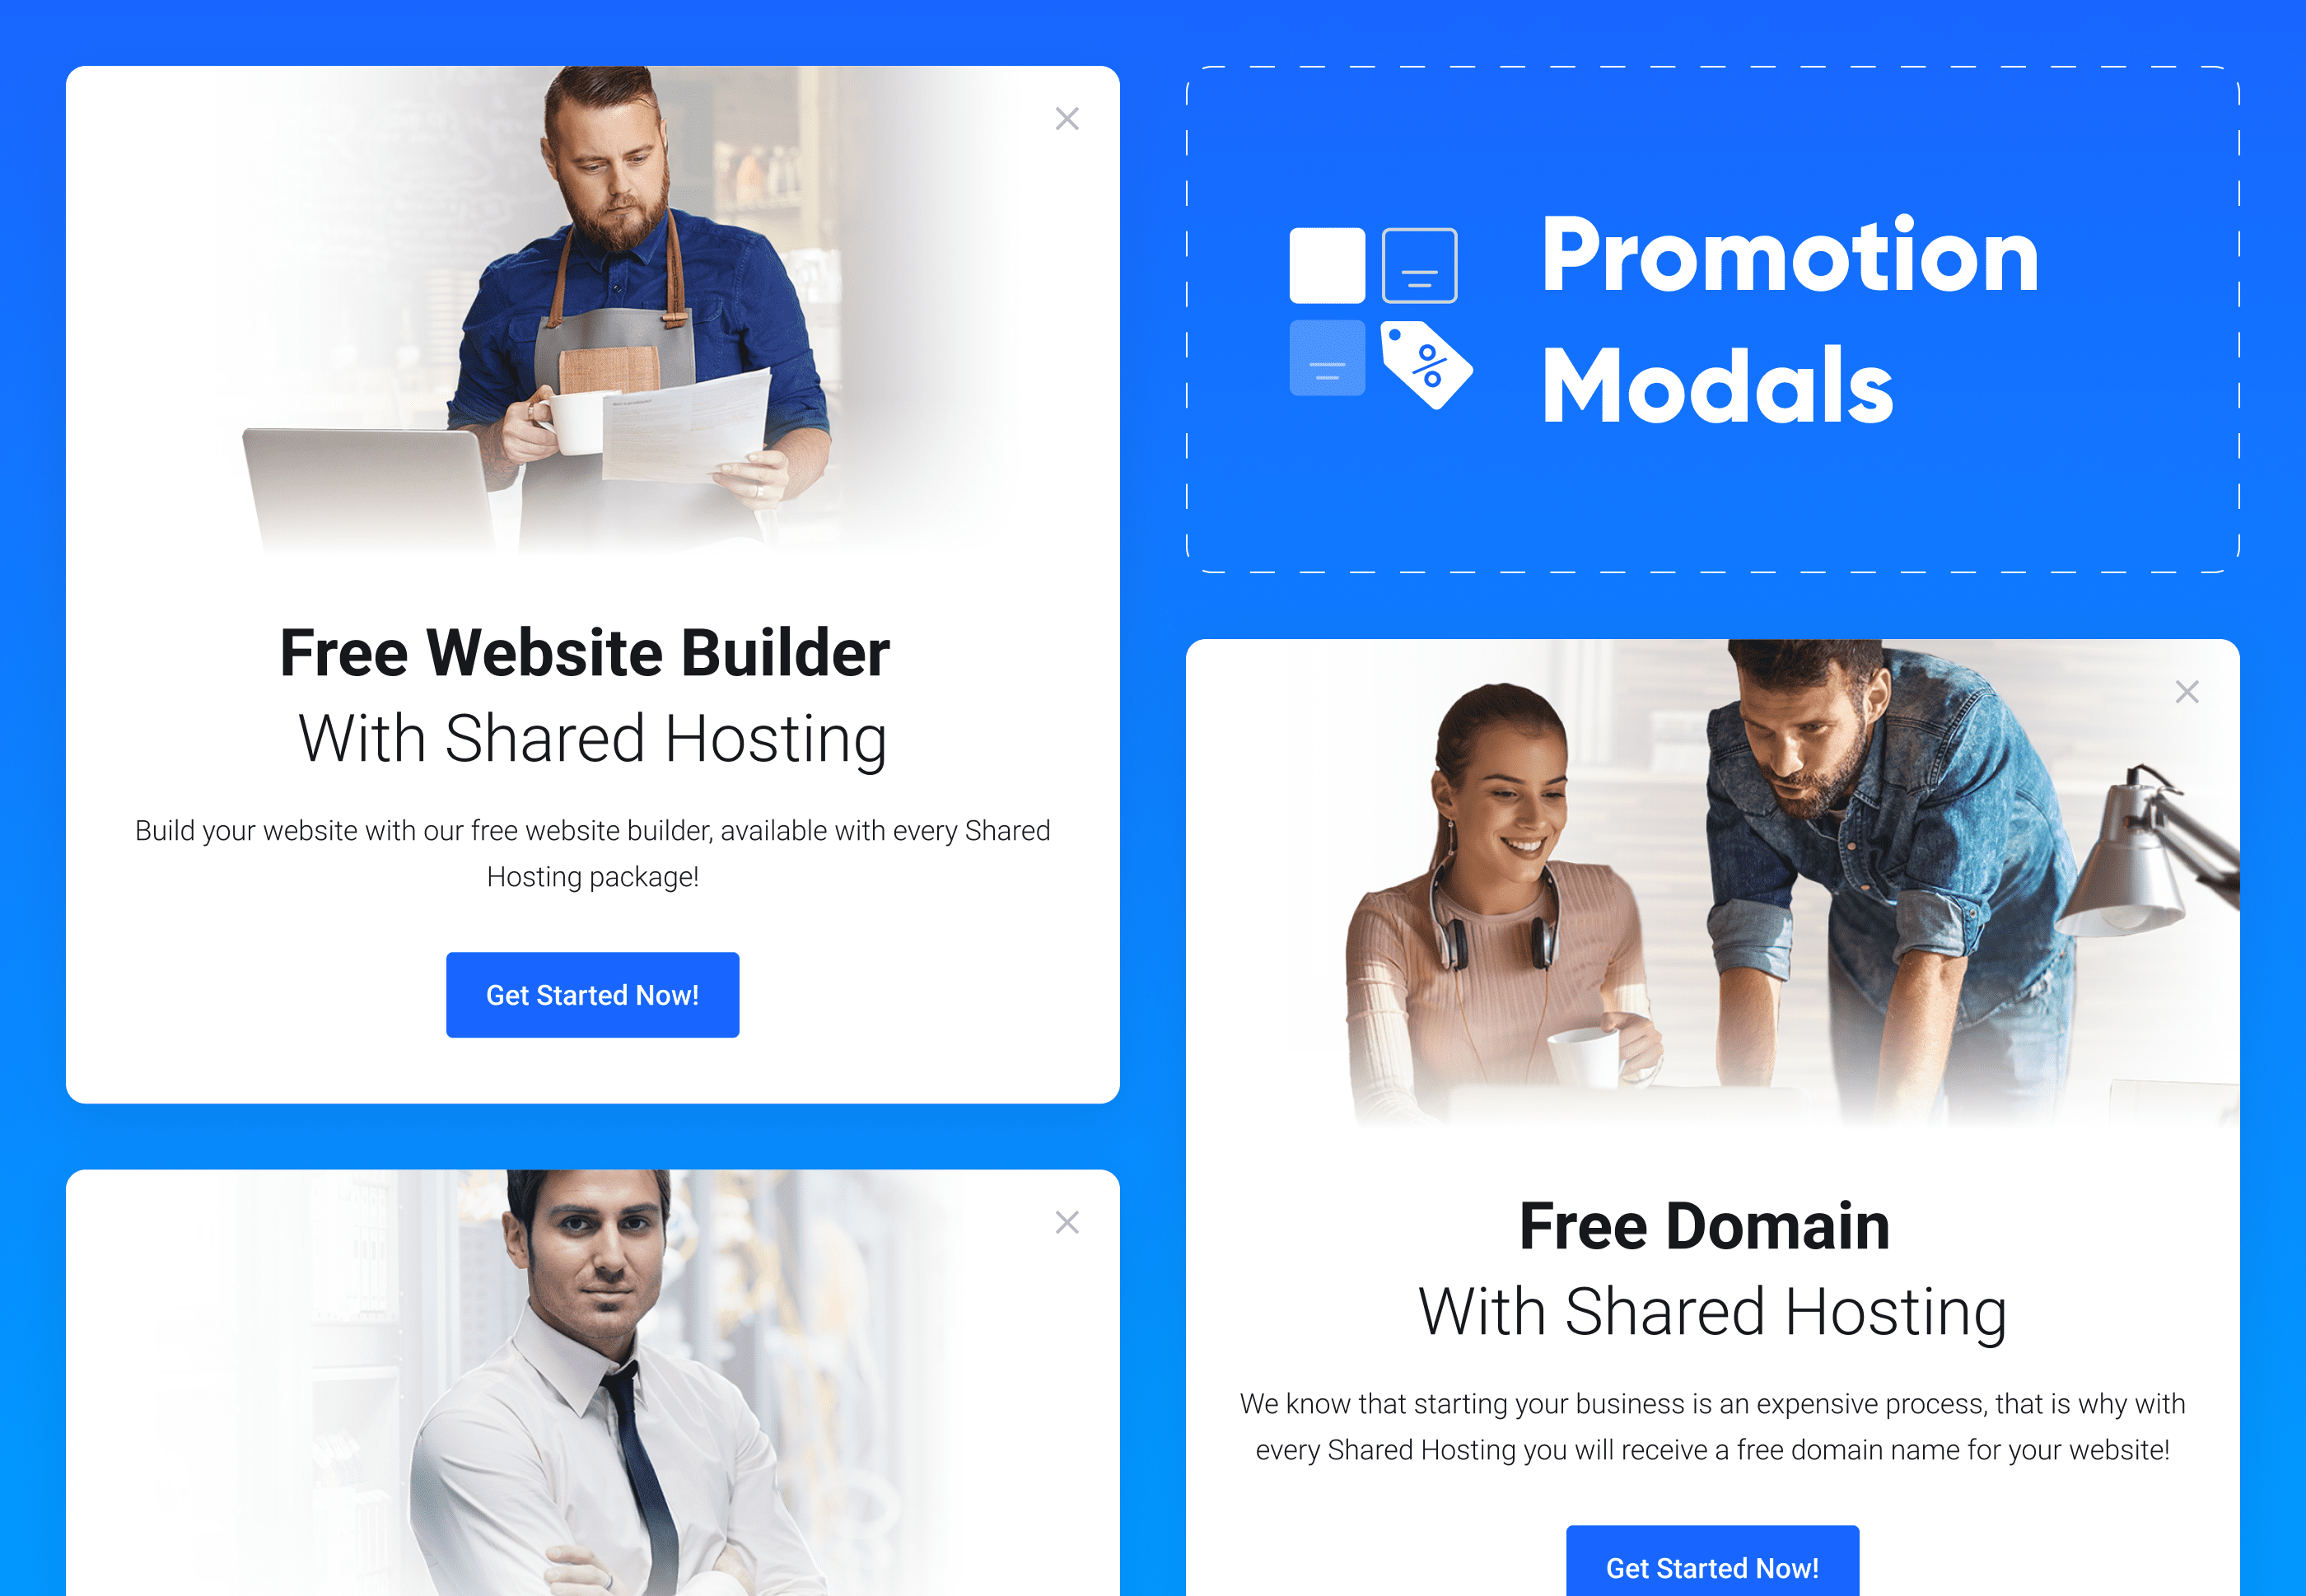 Free Website Builder
With Shared Hosting
Build your website with our free website builder, available with every Shared
Hosting package!
Get Started Now!
Promotion
Modals
Free Domain
With Shared Hosting
We know that starting your business is an expensive process, that is why with
every Shared Hosting you will receive a free domain name for your website!
Get Started Now!